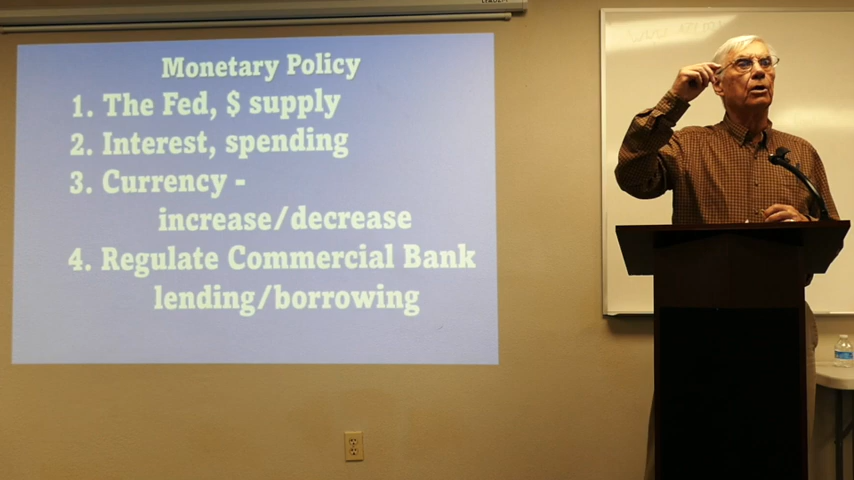 Monetary Policy
1. The Fed, $ supply
2. Interest, spending
3. Currency -
increase/decrease
4. Regulate Commercial Bank
lending/borrowing